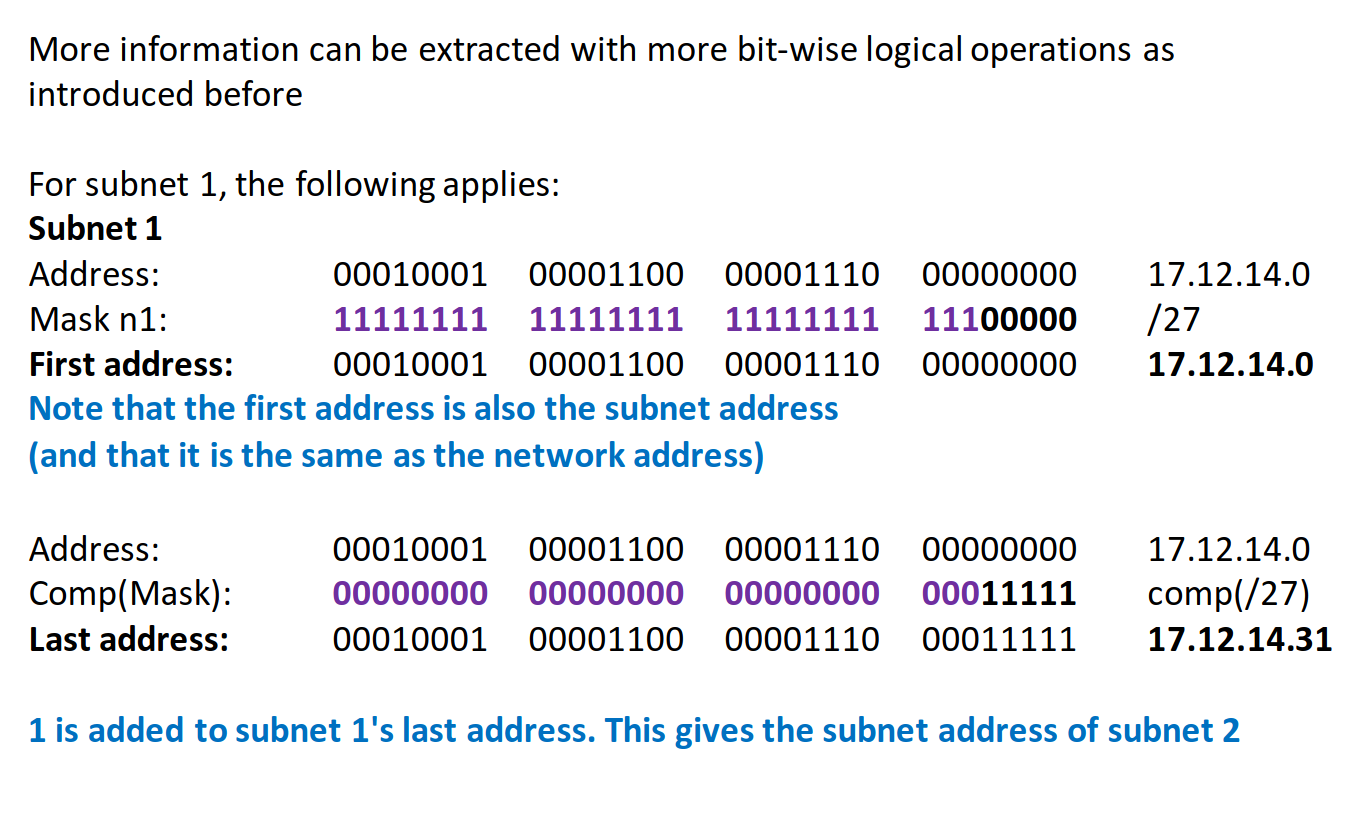 More information can be extracted with more bit-wise logical operations as
introduced before
For subnet 1, the following applies:
Subnet 1
Address: 00010001 00001100 00001110 00000000 17.12.14.0
Mask n1: 11111111 11111111 11111111 11100000 /27
First address: 00010001 00001100 00001110 00000000 17.12.14.0
Note that the first address is also the subnet address
(and that it is the same as the network address)
Address: 00010001 00001100 00001110 00000000 17.12.14.0
Comp(Mask): 00000000 00000000 00000000 00011111 comp(/27)
Last address: 00010001 00001100 00001110 00011111 17.12.14.31
1 is added to subnet 1's last address. This gives the subnet address of subnet 2